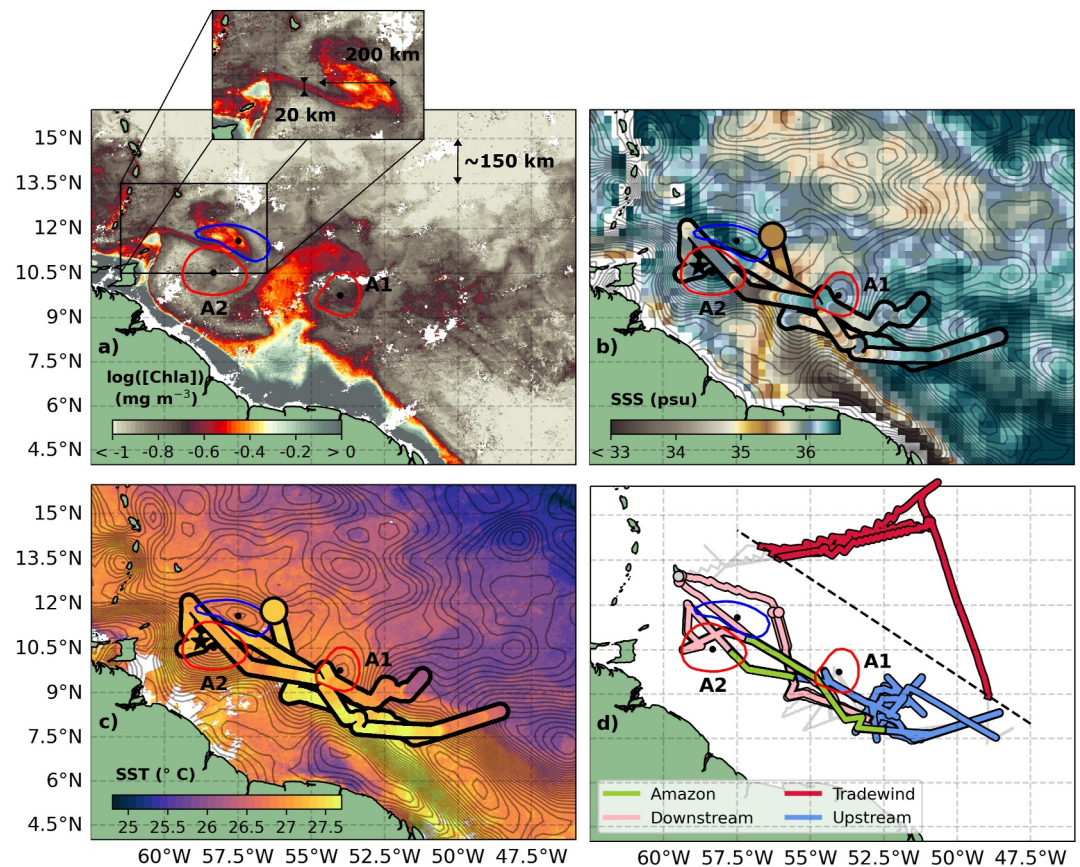 200 km
20 km
15°N
13.5°N
12°N
10.5°N
9°N
7.5°N
6°N
4.5°N
~150 km
A1
A2
a)
log([Chla])
(mg m⁻³)
< -1 -0.8 -0.6 -0.4 -0.2 > 0
A1
A2
b)
SSS (psu)
< 33 34 35 36
15°N
13.5°N
12°N
10.5°N
9°N
7.5°N
6°N
4.5°N
A1
A2
c)
SST (° C)
25 26 26 27 27
A1
A2
d)
Amazon Tradewind
Downstream Upstream
60°W 57.5°W 55°W 52.5°W 50°W 47.5°W
60°W 57.5°W 55°W 52.5°W 50°W 47.5°W